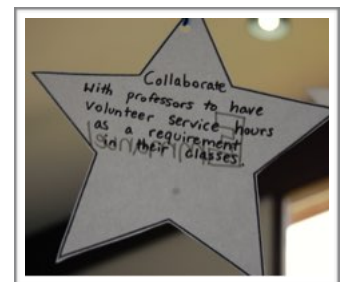 Collaborate
With professors to have
Volunteer service hours
as a requirement
in their classes